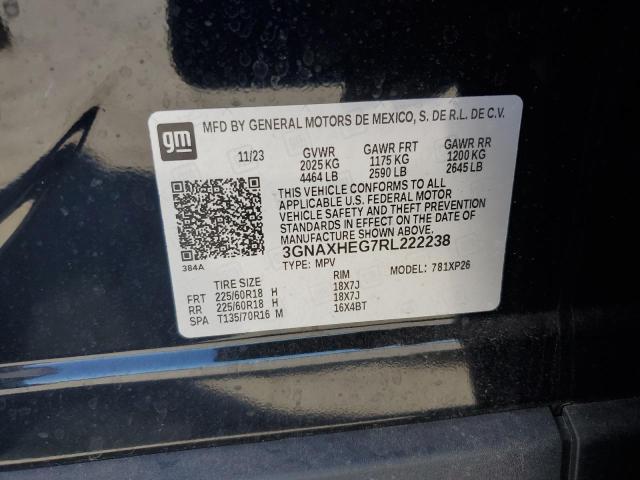 gm
MFD BY GENERAL MOTORS DE MEXICO, S. DE R.L. DE C.V.
11/23 GVWR GAWR FRT GAWR RR
2025 KG 1175 KG 1200 KG
4464 LB 2590 LB 2645 LB
THIS VEHICLE CONFORMS TO ALL
APPLICABLE U.S. FEDERAL MOTOR
VEHICLE SAFETY AND THEFT PREVENTION
STANDARDS IN EFFECT ON THE DATE OF
MANUFACTURE SHOWN ABOVE.
3GNAXHEG7RL222238
384A
TYPE: MPV MODEL: 781XP26
TIRE SIZE RIM
FRT 225/60R18 H 18X7J
RR 225/60R18 H 18X7J
SPA T135/70R16 M 16X4BT